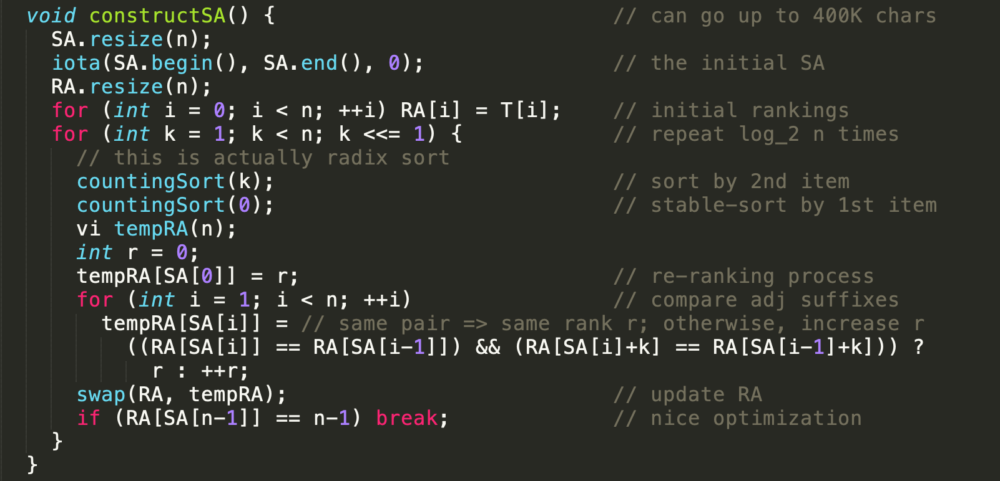 void constructSA() {                           // can go up to 400K chars
  SA.resize(n);
  iota(SA.begin(), SA.end(), 0);               // the initial SA
  RA.resize(n);
  for (int i = 0; i < n; ++i) RA[i] = T[i];    // initial rankings
  for (int k = 1; k < n; k <<= 1) {            // repeat log_2 n times
    // this is actually radix sort
    countingSort(k);                           // sort by 2nd item
    countingSort(0);                           // stable-sort by 1st item
    vi tempRA(n);
    int r = 0;
    tempRA[SA[0]] = r;                         // re-ranking process
    for (int i = 1; i < n; ++i)                // compare adj suffixes
      tempRA[SA[i]] = // same pair => same rank r; otherwise, increase r
        ((RA[SA[i]] == RA[SA[i-1]]) && (RA[SA[i]+k] == RA[SA[i-1]+k])) ?
          r : ++r;
    swap(RA, tempRA);                          // update RA
    if (RA[SA[n-1]] == n-1) break;             // nice optimization
  }
}